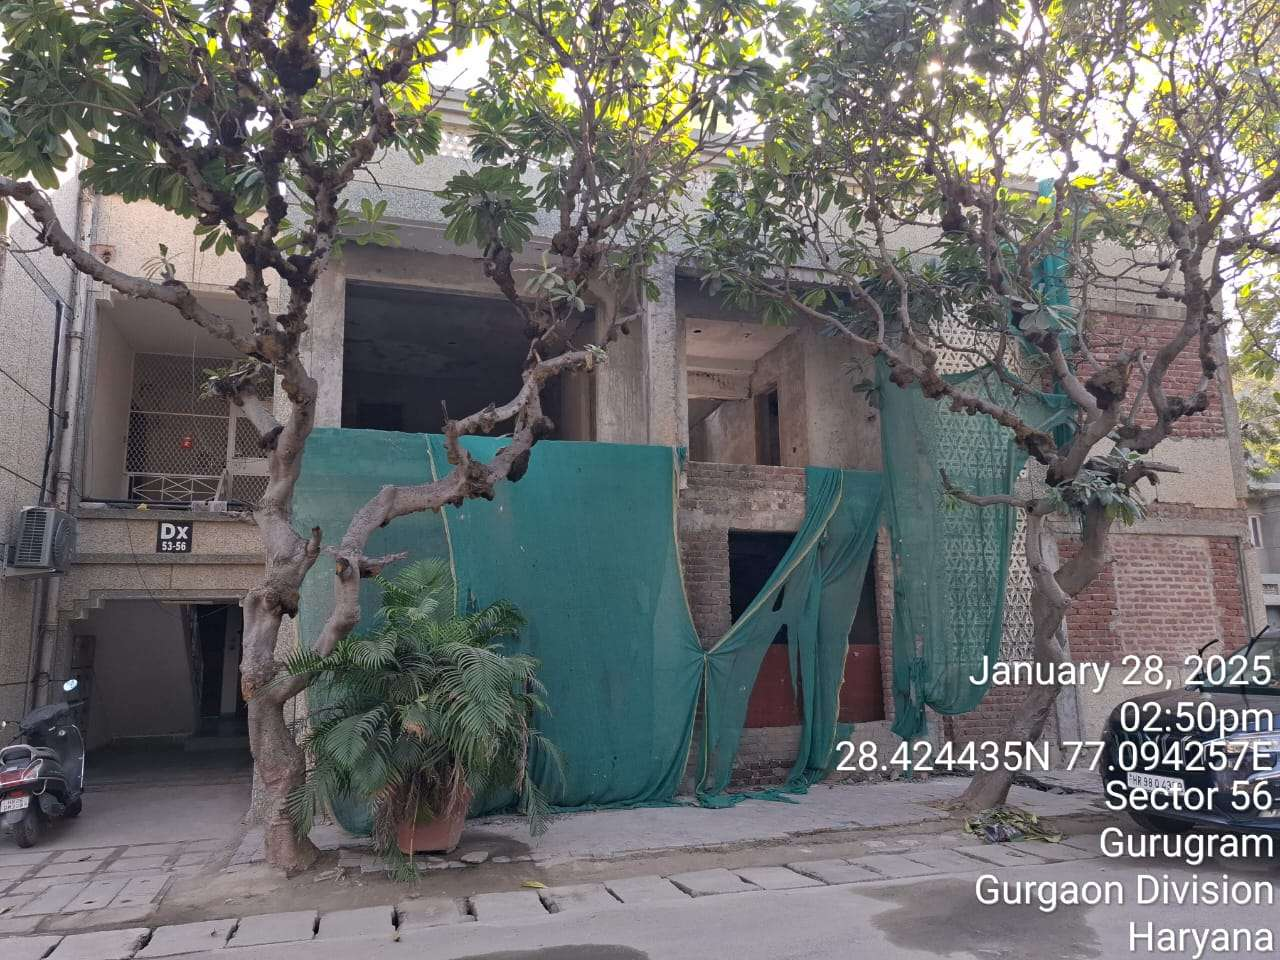 Dx
53-56
January 28, 2025
02:50pm
28.424435N 77.094257E
Sector 56
Gurugram
Gurgaon Division
Haryana